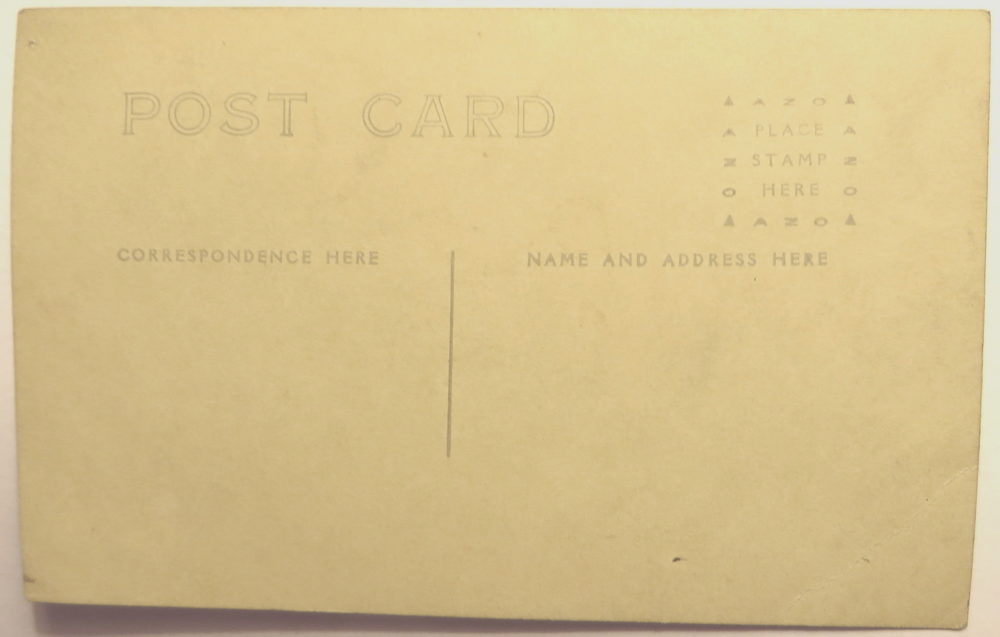 POST CARD
▲ AZO ▲
A PLACE A
Z STAMP Z
O HERE O
▲ AZO ▲
CORRESPONDENCE HERE
NAME AND ADDRESS HERE